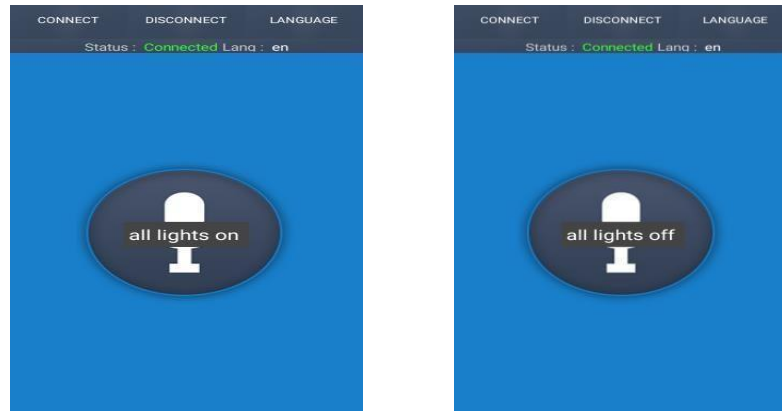 CONNECT DISCONNECT LANGUAGE
Status : Connected Lang : en
all lights on
CONNECT DISCONNECT LANGUAGE
Status : Connected Lang : en
all lights off